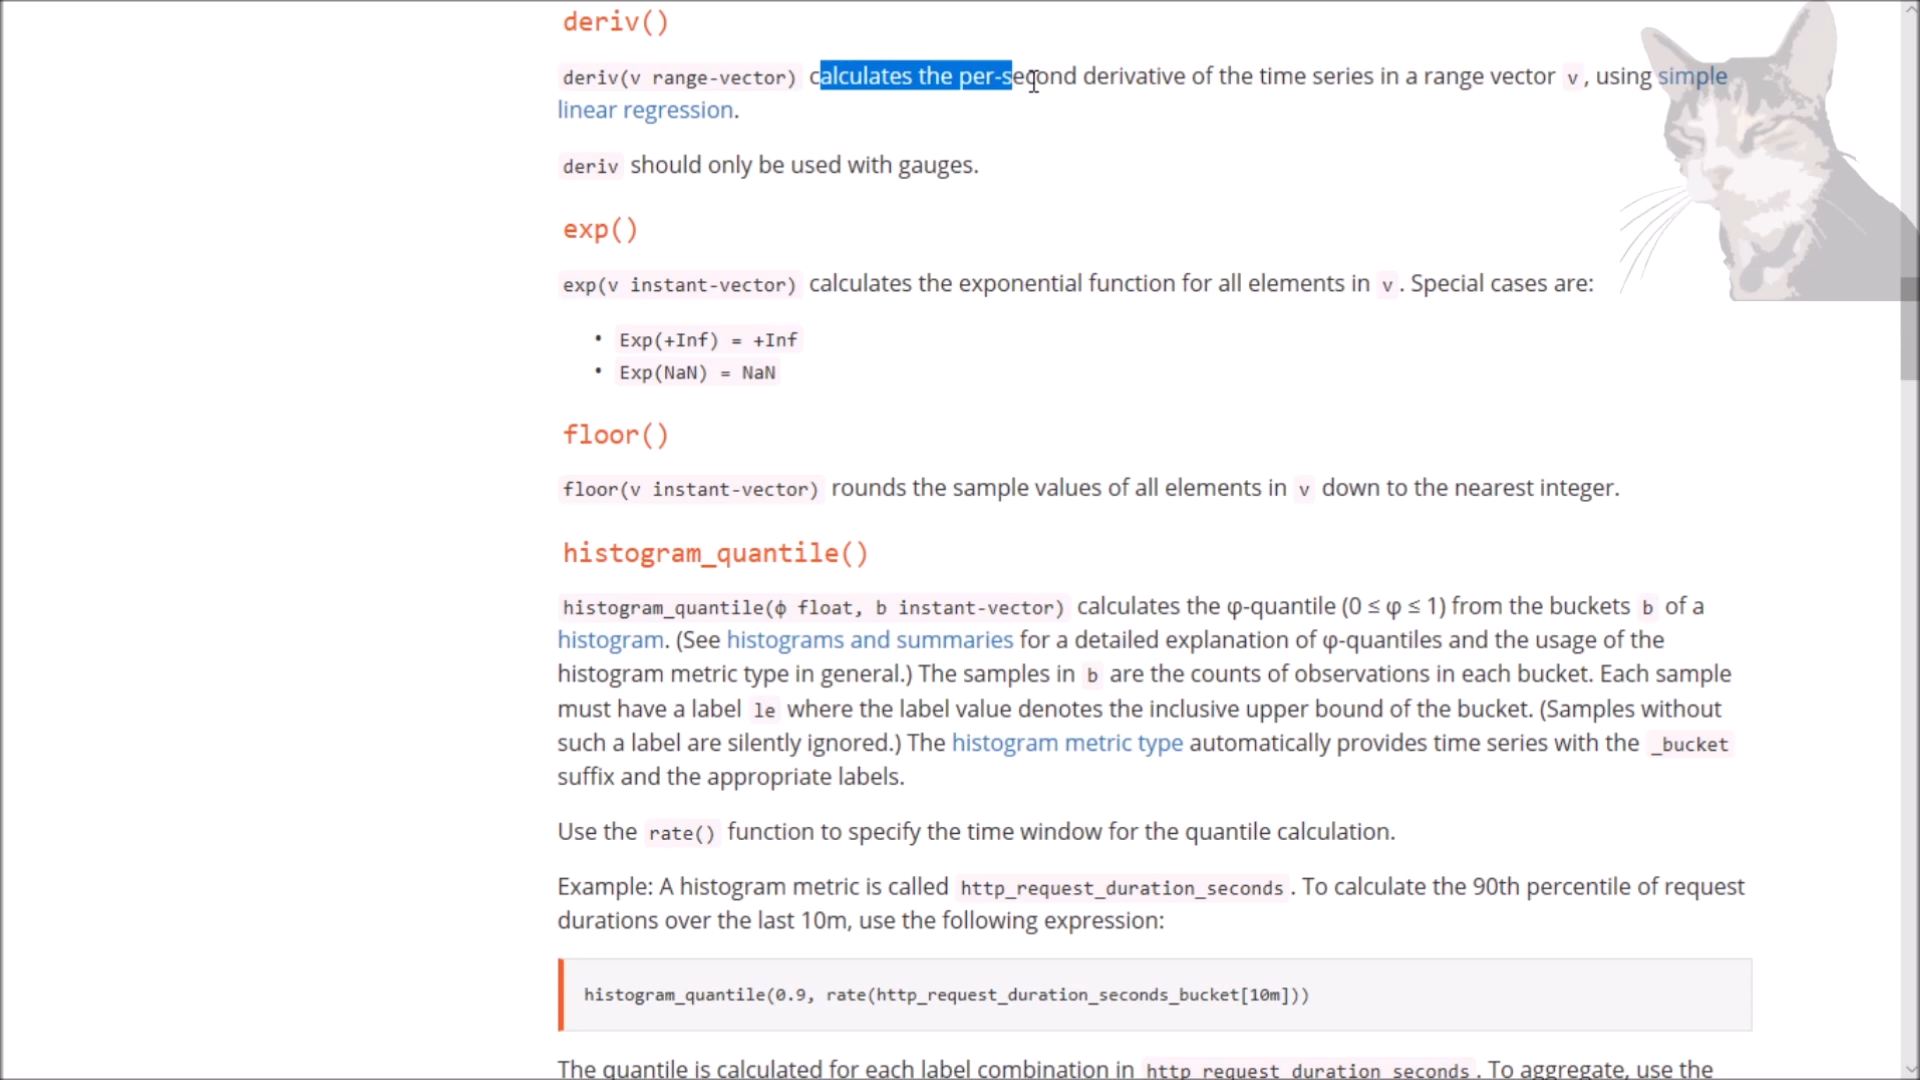 deriv()
deriv(v range-vector) calculates the per-second derivative of the time series in a range vector v, using simple
linear regression.
deriv should only be used with gauges.
exp()
exp(v instant-vector) calculates the exponential function for all elements in v. Special cases are:
• Exp(+Inf) = +Inf
• Exp(NaN) = NaN
floor()
floor(v instant-vector) rounds the sample values of all elements in v down to the nearest integer.
histogram_quantile()
histogram_quantile(ϕ float, b instant-vector) calculates the φ-quantile (0 ≤ φ ≤ 1) from the buckets b of a
histogram. (See histograms and summaries for a detailed explanation of φ-quantiles and the usage of the
histogram metric type in general.) The samples in b are the counts of observations in each bucket. Each sample
must have a label le where the label value denotes the inclusive upper bound of the bucket. (Samples without
such a label are silently ignored.) The histogram metric type automatically provides time series with the _bucket
suffix and the appropriate labels.
Use the rate() function to specify the time window for the quantile calculation.
Example: A histogram metric is called http_request_duration_seconds. To calculate the 90th percentile of request
durations over the last 10m, use the following expression:
histogram_quantile(0.9, rate(http_request_duration_seconds_bucket[10m]))
The quantile is calculated for each label combination in http_request_duration_seconds. To aggregate, use the